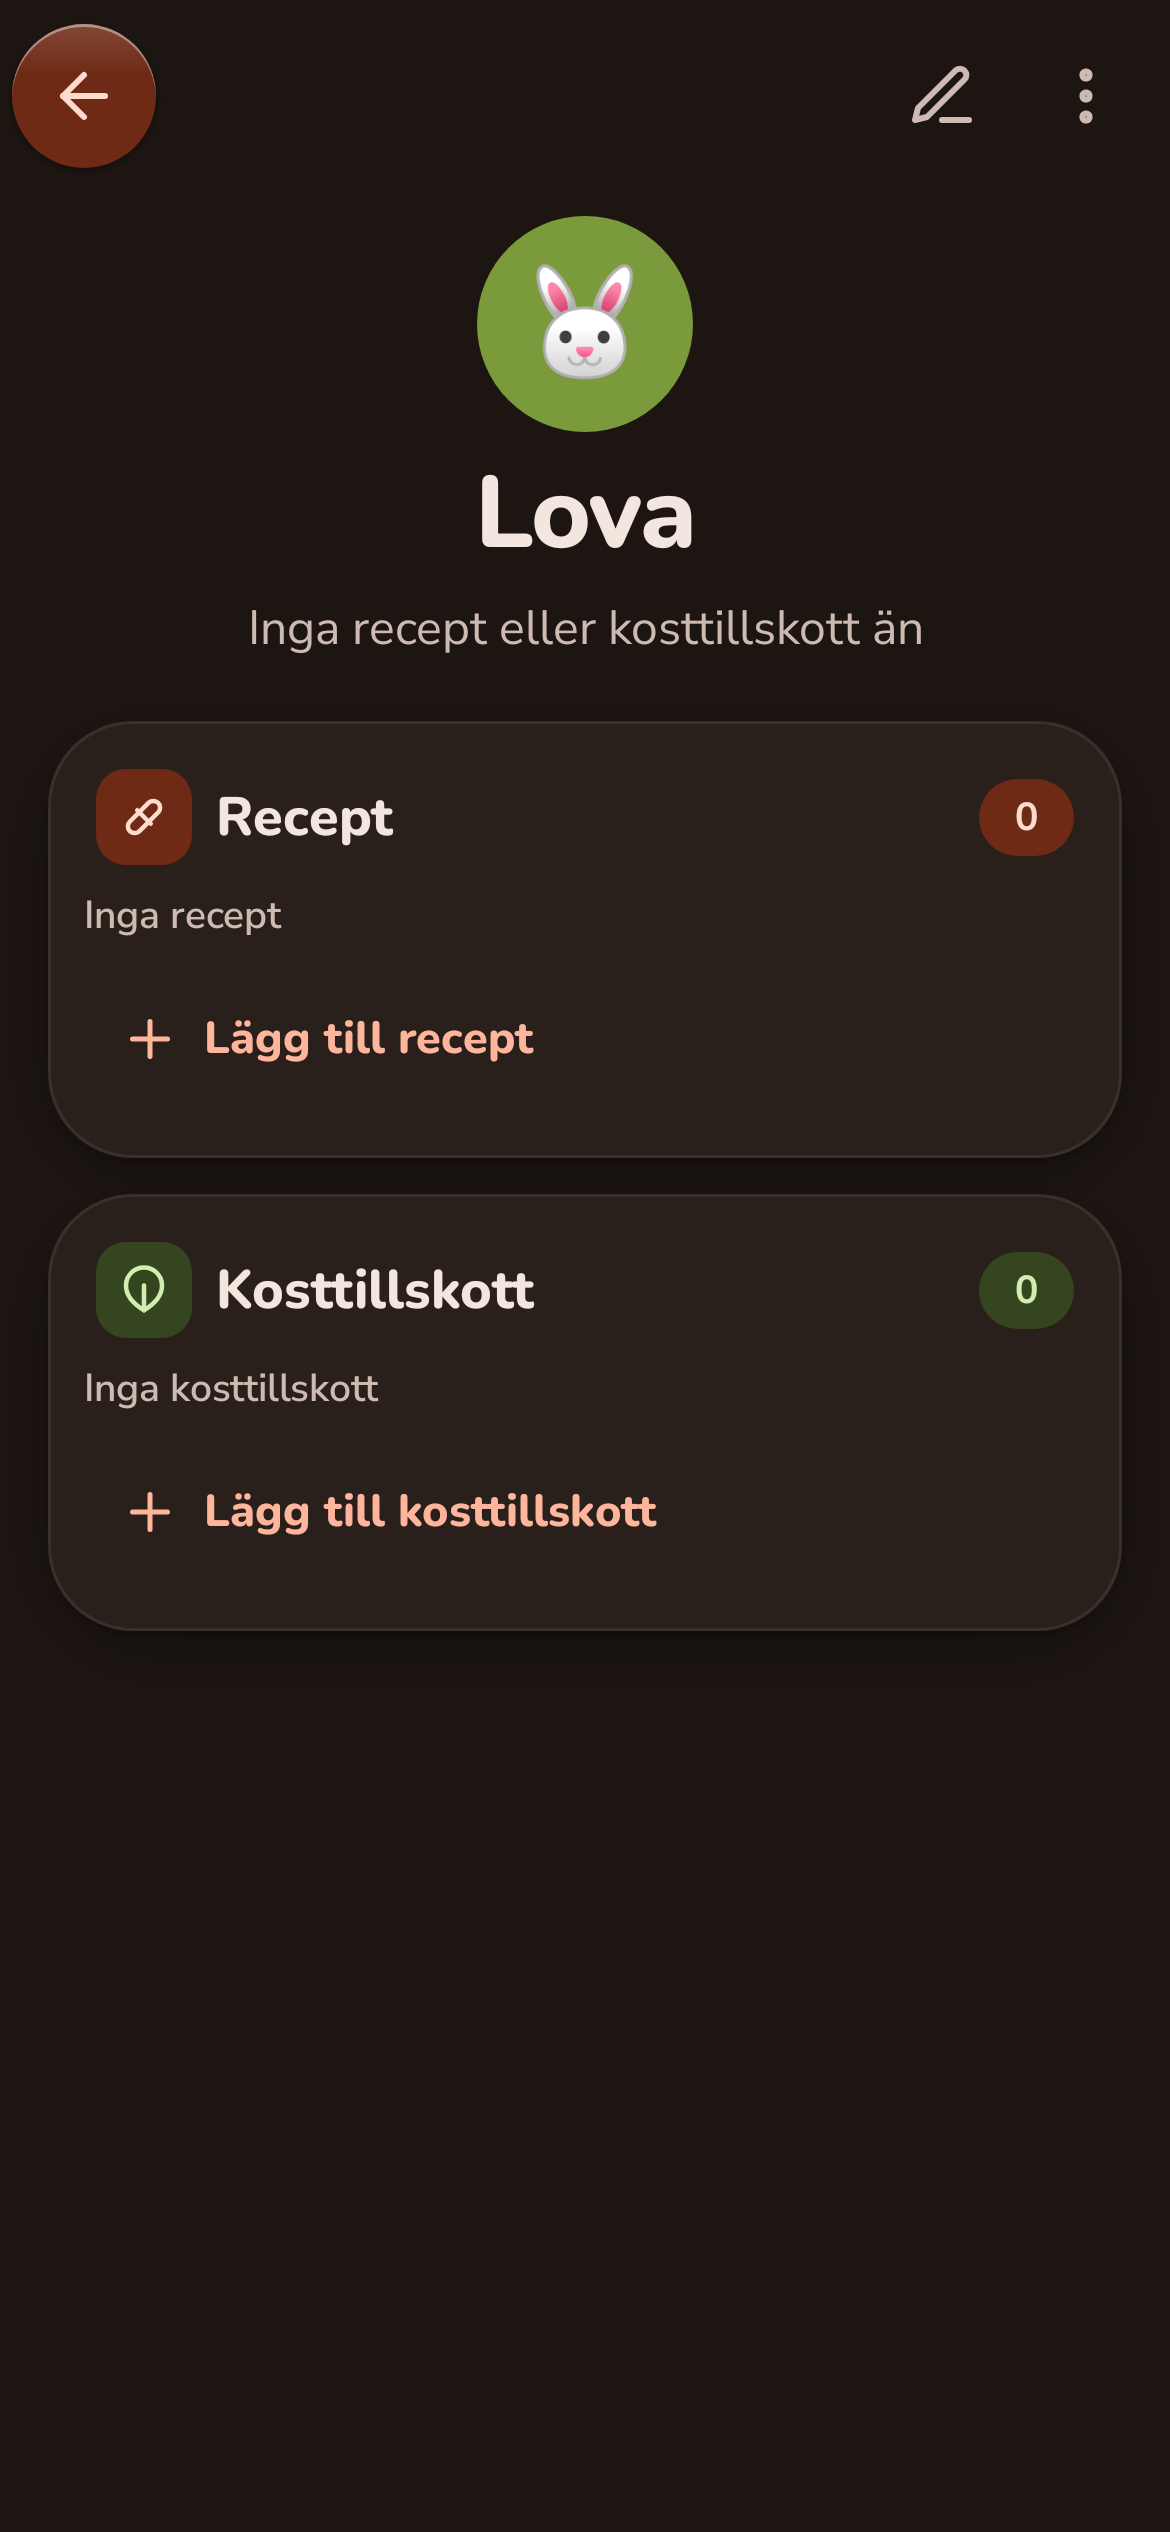 Lova
Inga recept eller kosttillskott än
Recept
0
Inga recept
Lägg till recept
Kosttillskott
0
Inga kosttillskott
Lägg till kosttillskott